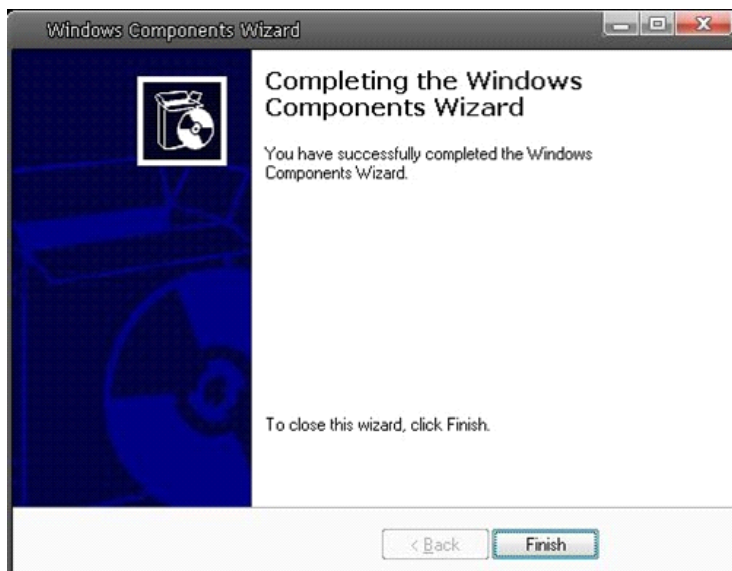 Windows Components Wizard
Completing the Windows
Components Wizard
You have successfully completed the Windows
Components Wizard.
To close this wizard, click Finish.
< Back
Finish